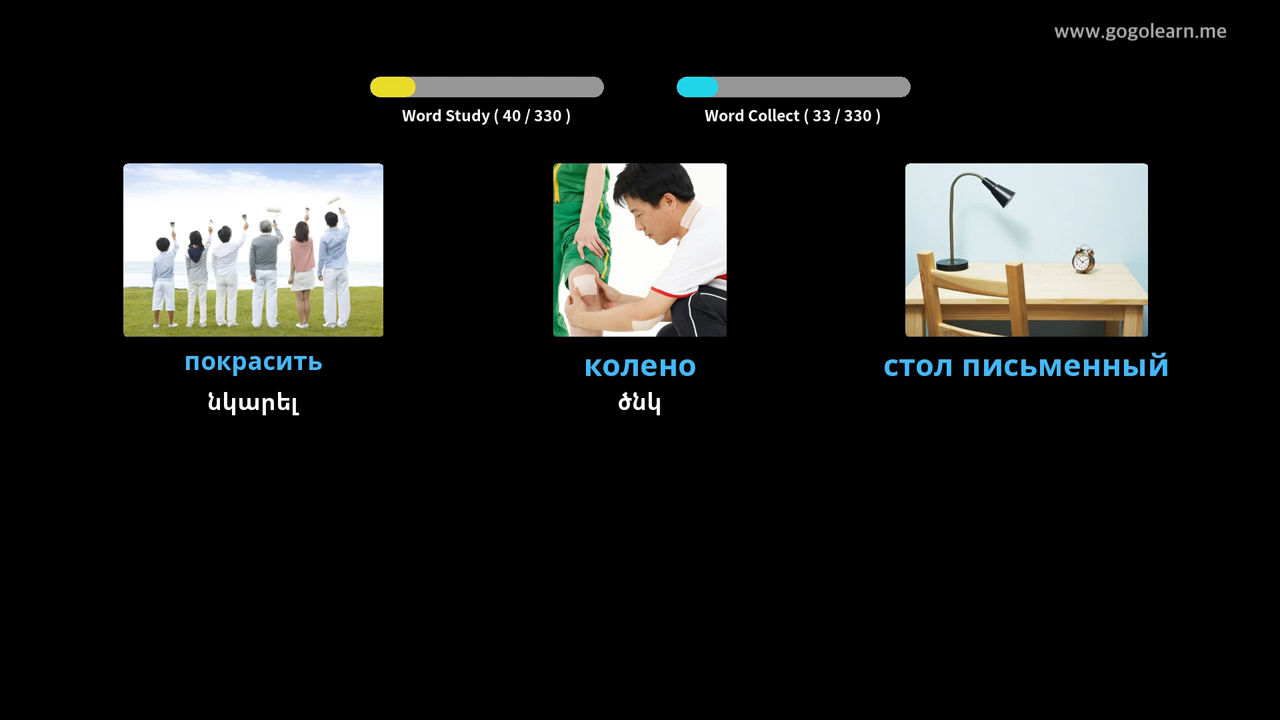 www.gogolearn.me
Word Study ( 40 / 330 )
Word Collect ( 33 / 330 )
покрасить
նկարել
колено
ծնկ
стол письменный